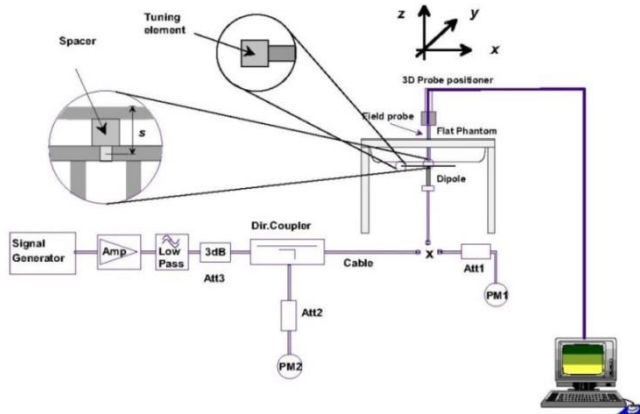 z
y
x
Tuning
element
Spacer
s
3D Probe positioner
Field probe
Flat Phantom
Dipole
Dir.Coupler
Signal
Generator
Amp
Low
Pass
3dB
Att3
Cable
x
Att1
PM1
Att2
PM2